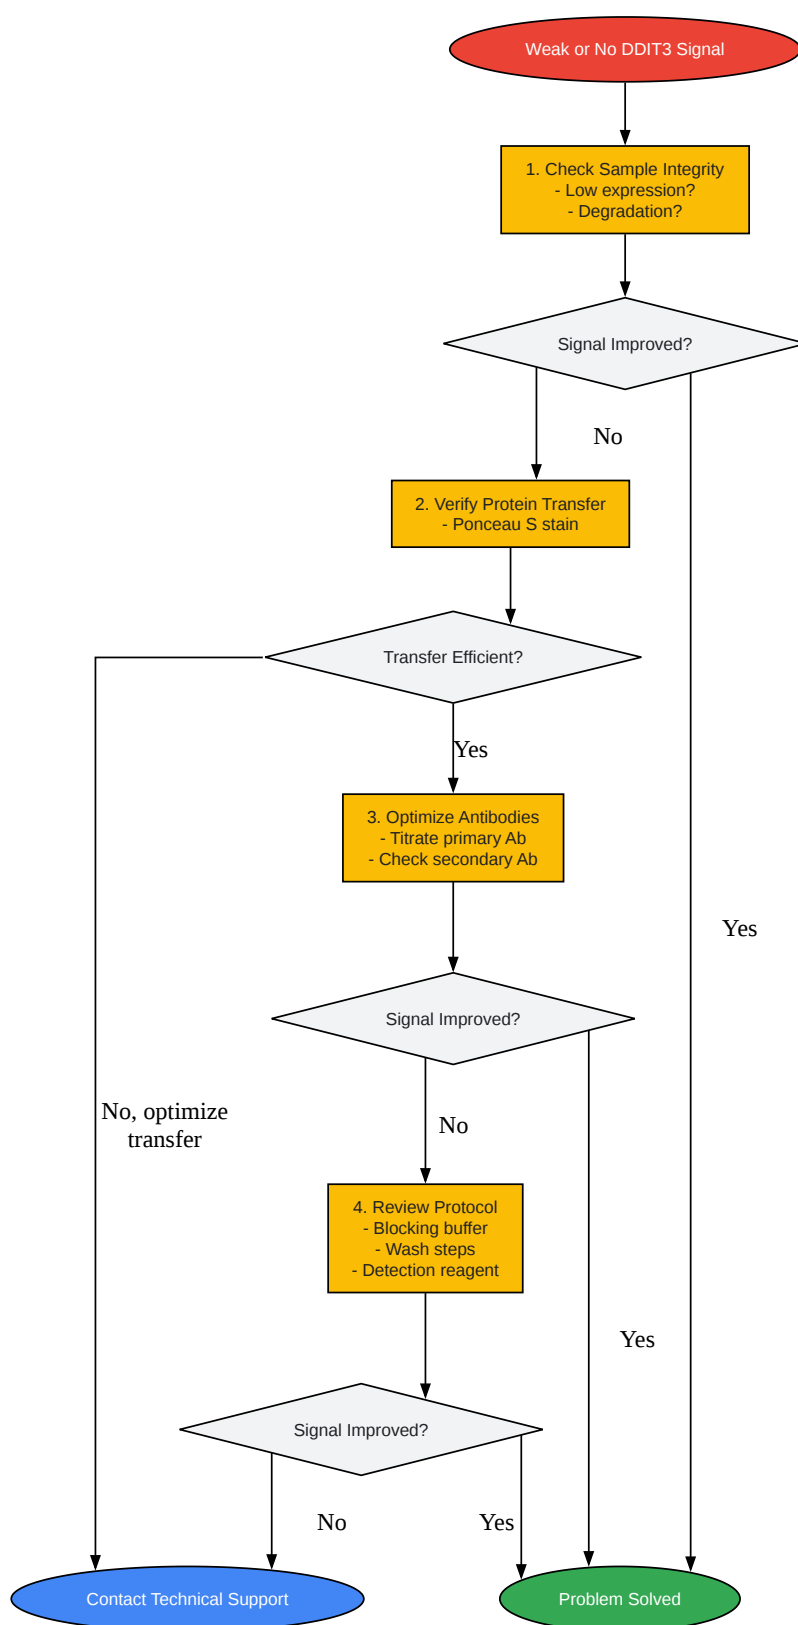 Weak or No DDIT3 Signal
1. Check Sample Integrity
- Low expression?
- Degradation?
Signal Improved?
No
2. Verify Protein Transfer
- Ponceau S stain
Transfer Efficient?
Yes
3. Optimize Antibodies
- Titrate primary Ab
- Check secondary Ab
Yes
Signal Improved?
No, optimize
transfer
No
4. Review Protocol
- Blocking buffer
- Wash steps
- Detection reagent
Yes
Signal Improved?
No
Yes
Contact Technical Support
Problem Solved